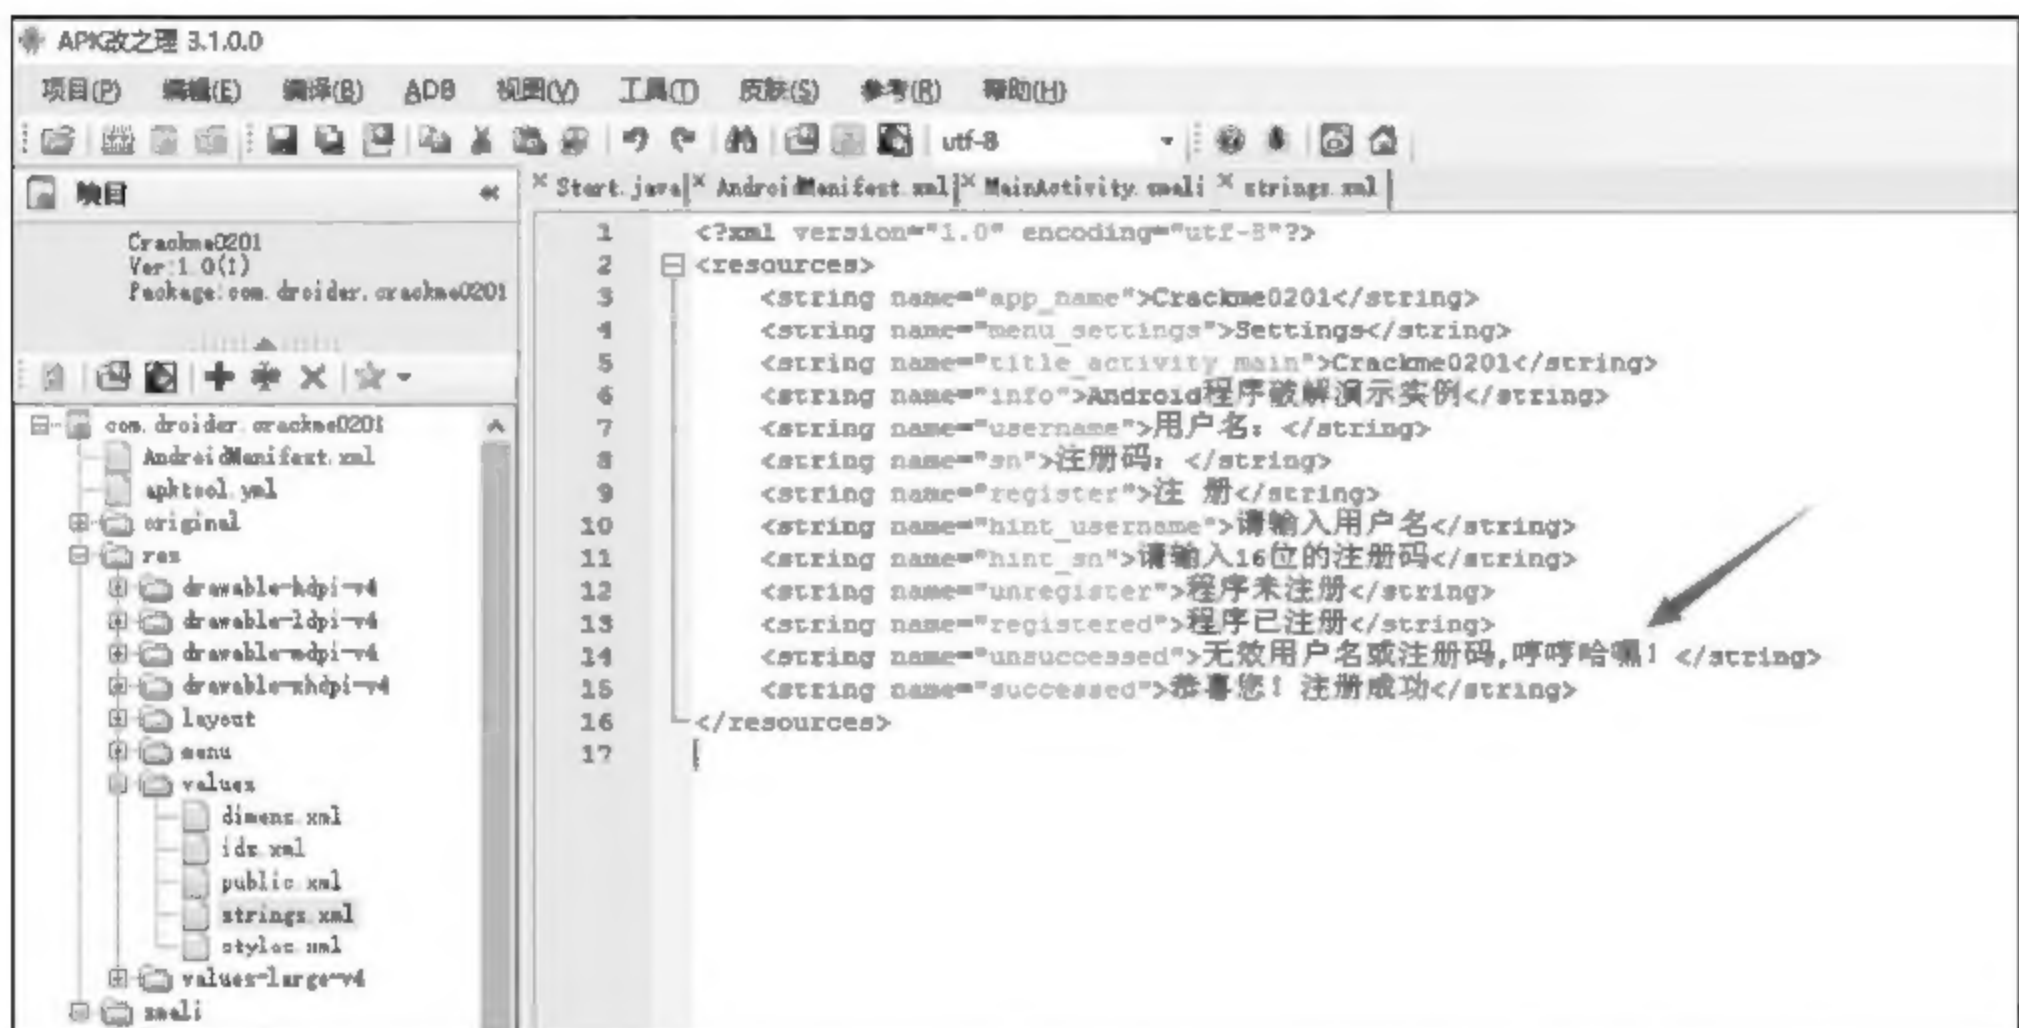 APK改之理 3.1.0.0
项目(P) 编辑(E) 编译(B) ADB 视图(V) 工具(T) 皮肤(S) 参考(R) 帮助(H)
utf-8
项目
Start.java AndroidManifest.xml MainActivity.smali strings.xml
Crackme0201
Ver:1.0(1)
Package:com.droider.crackme0201
com.droider.crackme0201
AndroidManifest.xml
apktool.yml
original
res
drawable-hdpi-v4
drawable-ldpi-v4
drawable-mdpi-v4
drawable-xhdpi-v4
layout
menu
values
dimens.xml
ids.xml
public.xml
strings.xml
styles.xml
values-large-v4
smali
1 <?xml version="1.0" encoding="utf-8"?>
2 <resources>
3 <string name="app_name">Crackme0201</string>
4 <string name="menu_settings">Settings</string>
5 <string name="title_activity_main">Crackme0201</string>
6 <string name="info">Android程序破解演示实例</string>
7 <string name="username">用户名：</string>
8 <string name="sn">注册码：</string>
9 <string name="register">注 册</string>
10 <string name="hint_username">请输入用户名</string>
11 <string name="hint_sn">请输入16位的注册码</string>
12 <string name="unregister">程序未注册</string>
13 <string name="registered">程序已注册</string>
14 <string name="unsuccessed">无效用户名或注册码,哼哼哈嘿！</string>
15 <string name="successed">恭喜您！注册成功</string>
16 </resources>
17